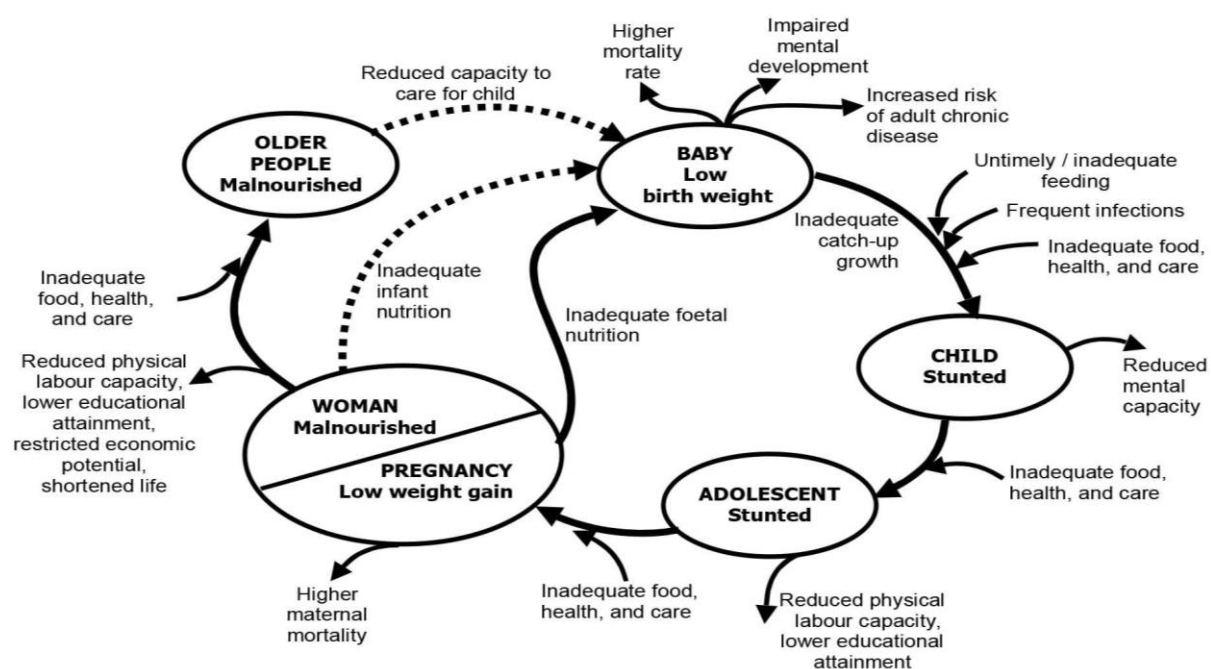 Higher
mortality
rate
Impaired
mental
development
Increased risk
of adult chronic
disease
Reduced capacity to
care for child
OLDER
PEOPLE
Malnourished
BABY
Low
birth weight
Untimely / inadequate
feeding
Frequent infections
Inadequate food,
health, and care
Inadequate
catch-up
growth
Inadequate
food, health,
and care
Inadequate
infant
nutrition
Inadequate foetal
nutrition
CHILD
Stunted
Reduced
mental
capacity
Reduced physical
labour capacity,
lower educational
attainment,
restricted economic
potential,
shortened life
WOMAN
Malnourished
PREGNANCY
Low weight gain
ADOLESCENT
Stunted
Inadequate food,
health, and care
Higher
maternal
mortality
Inadequate food,
health, and care
Reduced physical
labour capacity,
lower educational
attainment